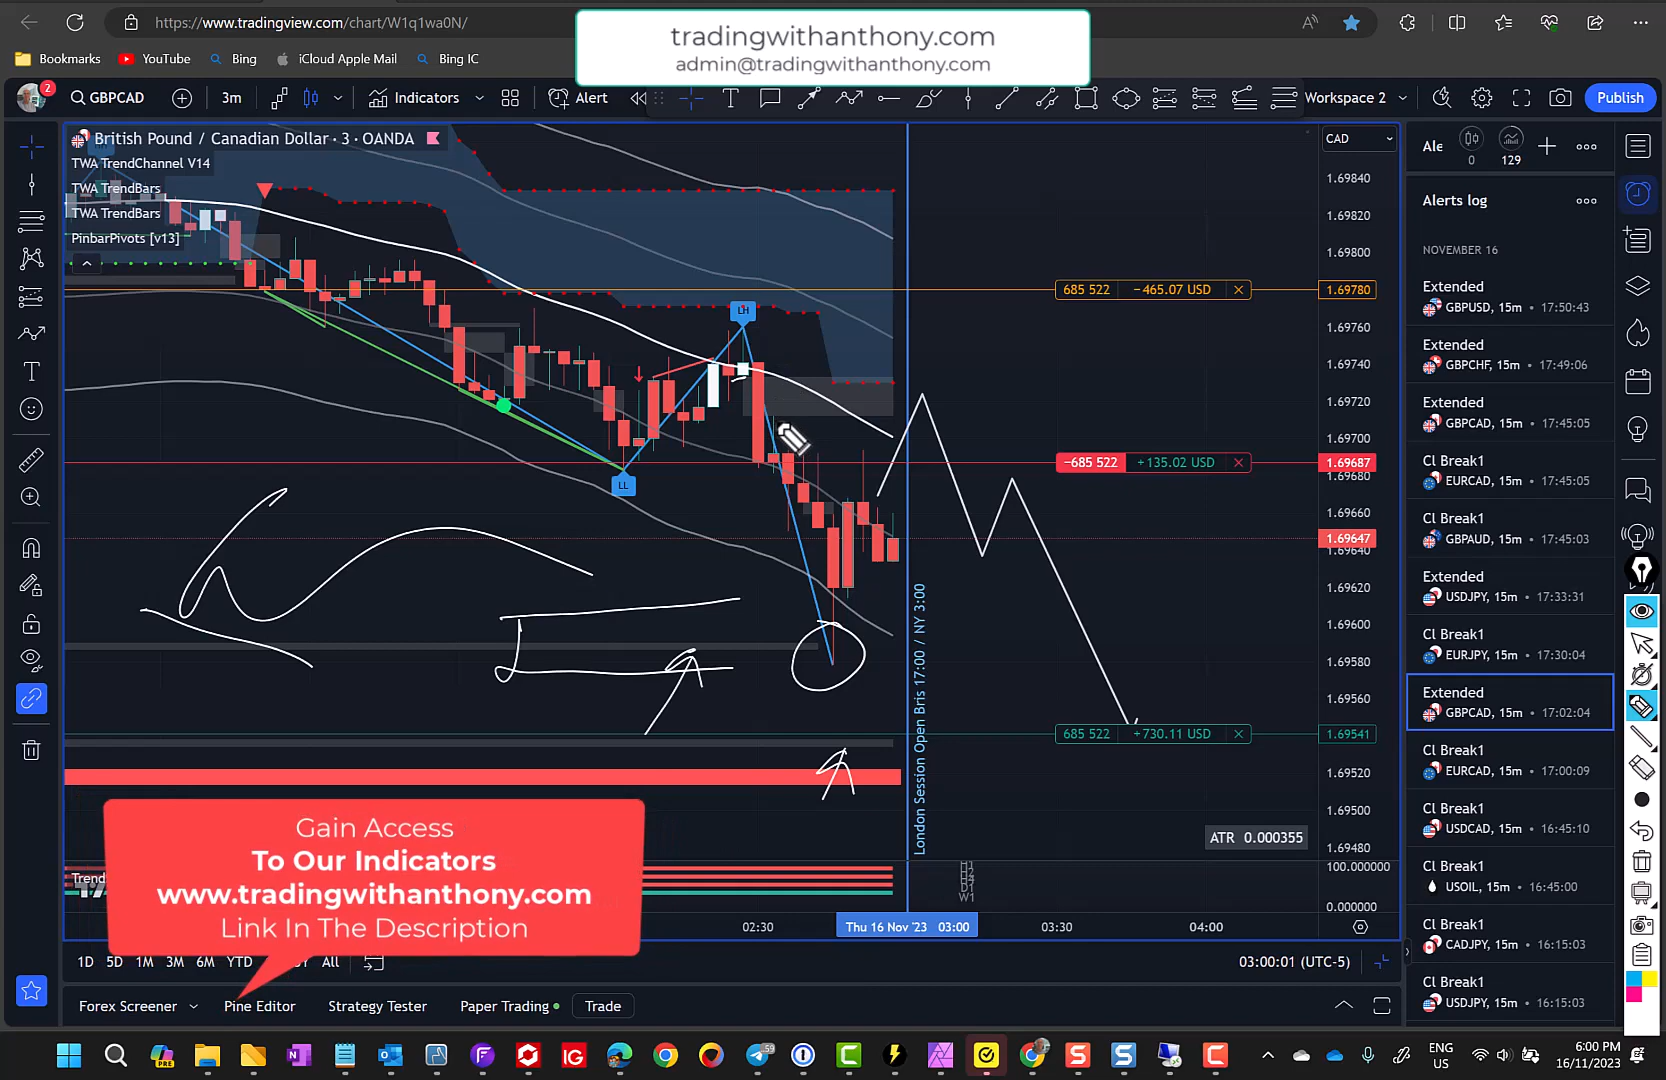 https://www.tradingview.com/chart/W1q1wa0N/
tradingwithanthony.com
admin@tradingwithanthony.com
Bookmarks
YouTube
Bing
iCloud Apple Mail
Bing IC
2
GBPCAD
3m
Indicators
Alert
Workspace 2
Publish
British Pound / Canadian Dollar · 3 · OANDA
TWA TrendChannel V14
TWA TrendBars
TWA TrendBars
PinbarPivots [v13]
CAD
1.69840
1.69820
1.69800
685 522 −465.07 USD
1.69780
1.69760
1.69740
1.69720
1.69700
−685 522 +135.02 USD
1.69687
1.69680
1.69660
1.69647
1.69640
1.69620
1.69600
1.69580
1.69560
685 522 +730.11 USD
1.69541
1.69520
1.69500
1.69480
LH
LL
London Session Open Bris 17:00 / NY 3:00
ATR 0.000355
100.000000
0.000000
H1
H2
H4
D1
W1
Gain Access
To Our Indicators
www.tradingwithanthony.com
Link In The Description
02:30
Thu 16 Nov '23 03:00
03:30
04:00
1D
5D
1M
3M
6M
YTD
All
03:00:01 (UTC-5)
Forex Screener
Pine Editor
Strategy Tester
Paper Trading
Trade
0
129
Alerts log
NOVEMBER 16
Extended
GBPUSD, 15m • 17:50:43
Extended
GBPCHF, 15m • 17:49:06
Extended
GBPCAD, 15m • 17:45:05
Cl Break1
EURCAD, 15m • 17:45:05
Cl Break1
GBPAUD, 15m • 17:45:03
Extended
USDJPY, 15m • 17:33:31
Cl Break1
EURJPY, 15m • 17:30:04
Extended
GBPCAD, 15m • 17:02:04
Cl Break1
EURCAD, 15m • 17:00:09
Cl Break1
USDCAD, 15m • 16:45:10
Cl Break1
USOIL, 15m • 16:45:00
Cl Break1
CADJPY, 15m • 16:15:03
Cl Break1
USDJPY, 15m • 16:15:03
ENG
US
6:00 PM
16/11/2023